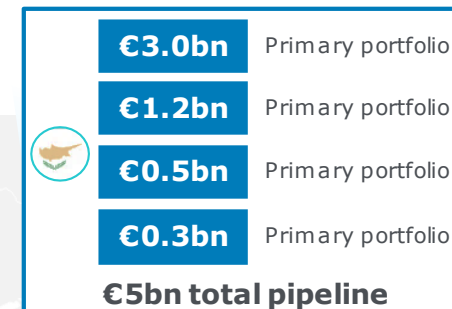 €3.0bn Primary portfolio
€1.2bn Primary portfolio
€0.5bn Primary portfolio
€0.3bn Primary portfolio
€5bn total pipeline